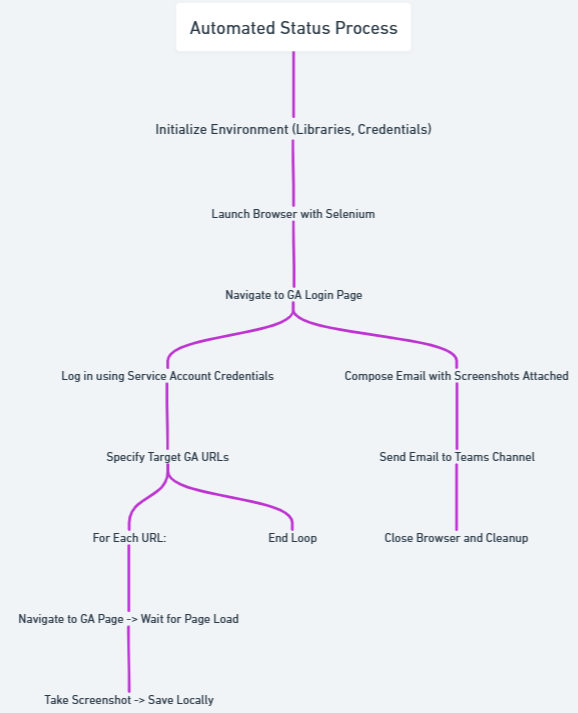 Automated Status Process
Initialize Environment (Libraries, Credentials)
Launch Browser with Selenium
Navigate to GA Login Page
Log in using Service Account Credentials
Compose Email with Screenshots Attached
Specify Target GA URLs
Send Email to Teams Channel
For Each URL:
End Loop
Close Browser and Cleanup
Navigate to GA Page -> Wait for Page Load
Take Screenshot -> Save Locally